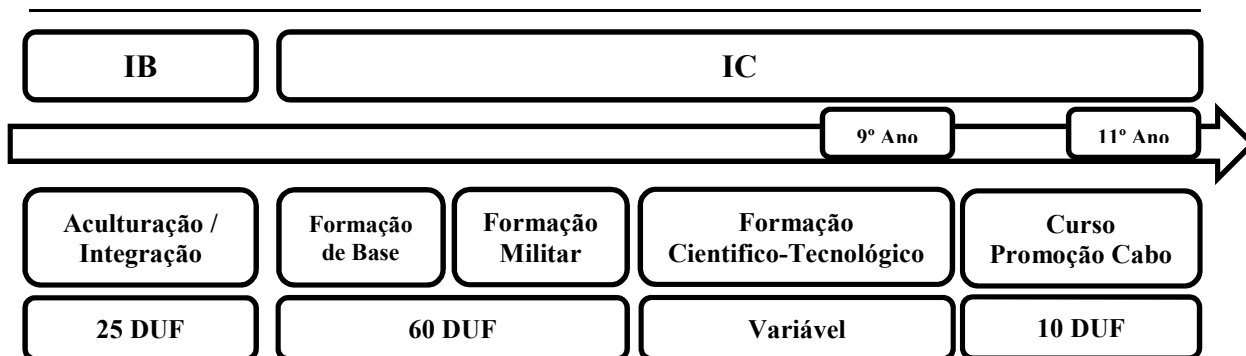 IB
IC
9º Ano
11º Ano
Aculturação /
Integração
Formação
de Base
Formação
Militar
Formação
Cientifico-Tecnológico
Curso
Promoção Cabo
25 DUF
60 DUF
Variável
10 DUF